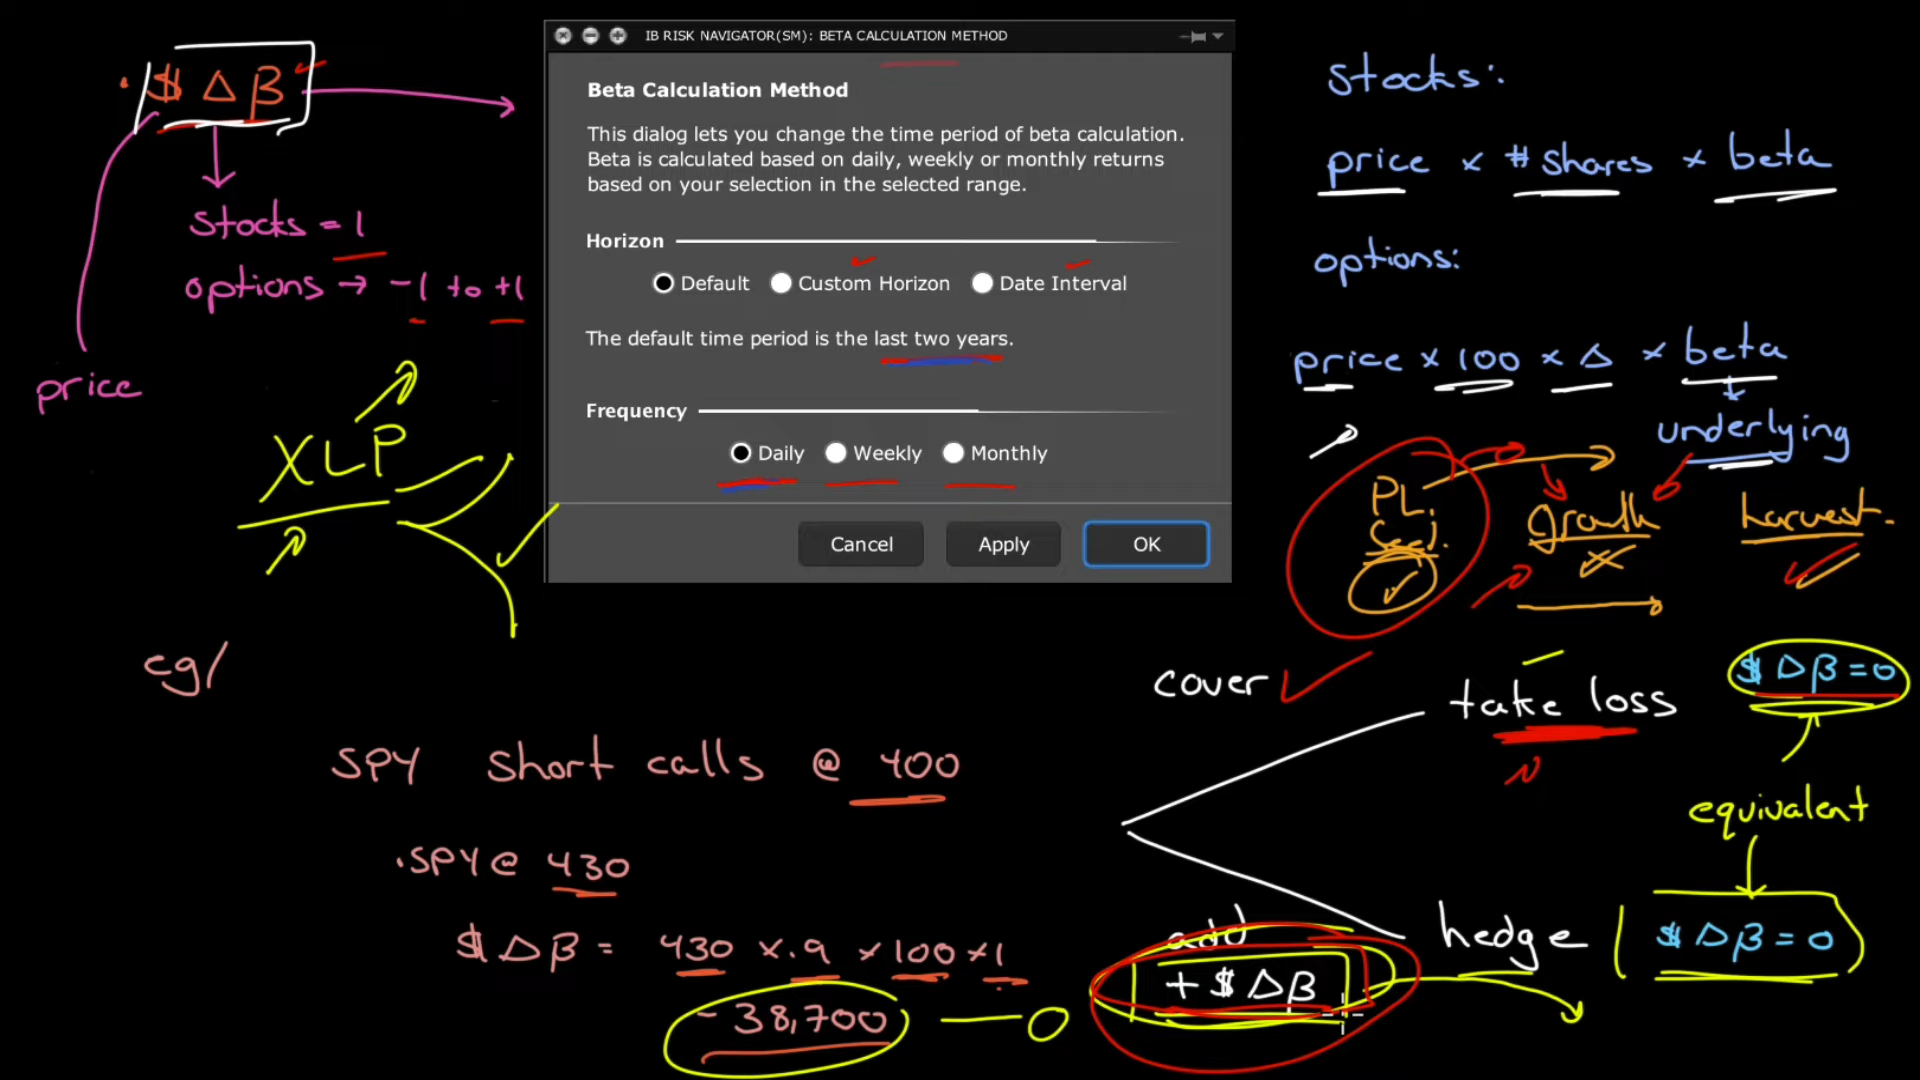 $ Δ β
stocks = 1
options → -1 to +1
price
XLP
IB RISK NAVIGATOR(SM): BETA CALCULATION METHOD
Beta Calculation Method
This dialog lets you change the time period of beta calculation.
Beta is calculated based on daily, weekly or monthly returns
based on your selection in the selected range.
Horizon
Default Custom Horizon Date Interval
The default time period is the last two years.
Frequency
Daily Weekly Monthly
Cancel Apply OK
stocks:
price × # shares × beta
options:
price × 100 × Δ × beta
underlying
PL.
Seed. growth harvest.
eg/
SPY short calls @ 400
.SPY @ 430
$ Δ β = 430 × .9 × 100 × 1
- 38,700 — 0
cover
take loss
$ Δ β = 0
equivalent
hedge ( $ Δ β = 0 )
add
+ $ Δ β